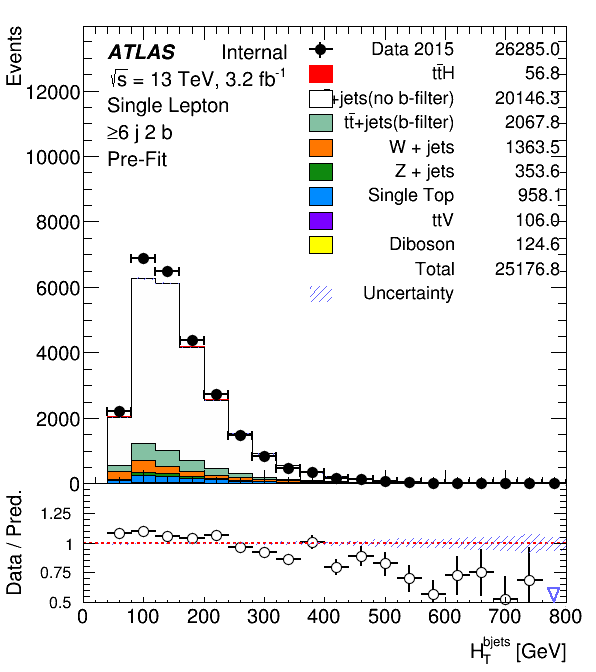 Events
ATLAS Internal
√s = 13 TeV, 3.2 fb-1
Single Lepton
≥6 j 2 b
Pre-Fit
Data 2015 26285.0
tt̄H 56.8
+jets(no b-filter) 20146.3
tt̄+jets(b-filter) 2067.8
W + jets 1363.5
Z + jets 353.6
Single Top 958.1
ttV 106.0
Diboson 124.6
Total 25176.8
Uncertainty
12000
10000
8000
6000
4000
2000
0
Data / Pred.
1.25
1
0.75
0.5
0 100 200 300 400 500 600 700 800
H_T^bjets [GeV]